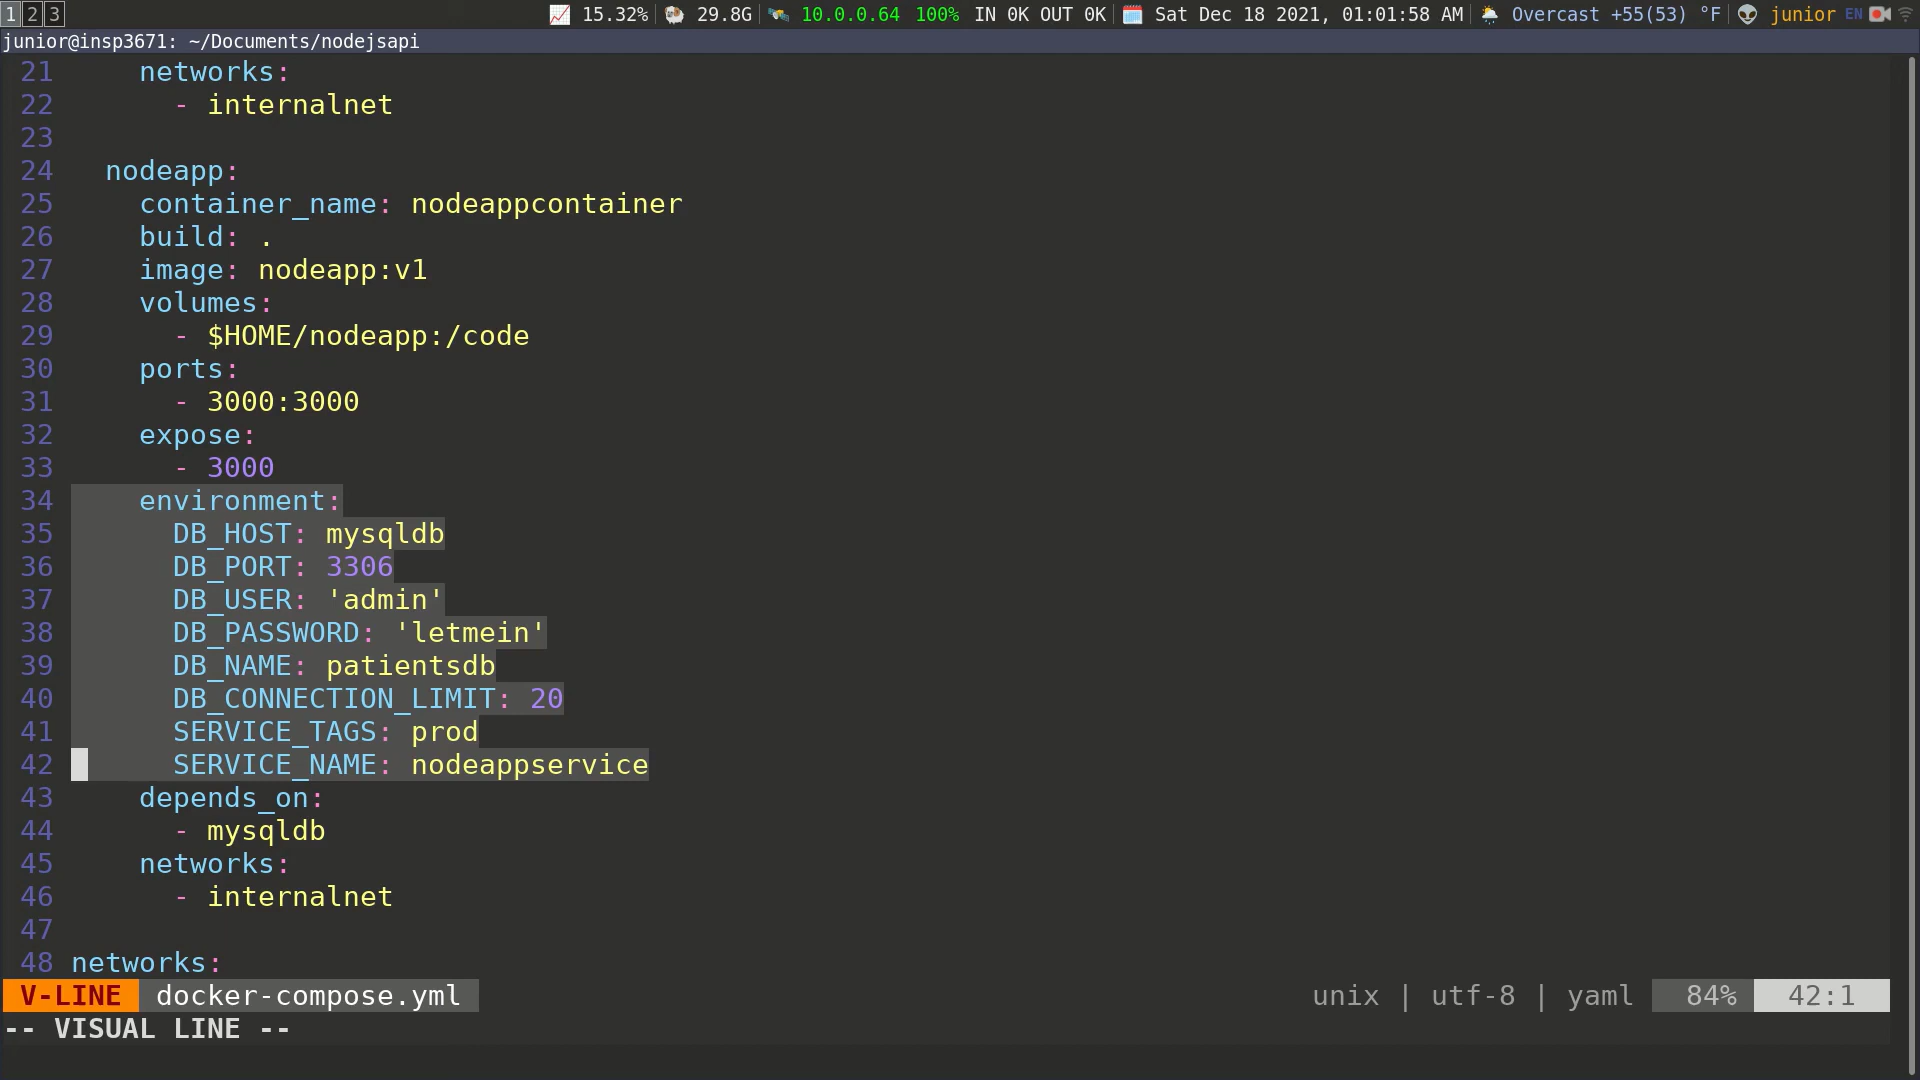 1 2 3 15.32% 29.8G 10.0.0.64 100% IN 0K OUT 0K Sat Dec 18 2021, 01:01:58 AM Overcast +55(53) °F junior EN
junior@insp3671: ~/Documents/nodejsapi
21     networks:
22       - internalnet
23
24   nodeapp:
25     container_name: nodeappcontainer
26     build: .
27     image: nodeapp:v1
28     volumes:
29       - $HOME/nodeapp:/code
30     ports:
31       - 3000:3000
32     expose:
33       - 3000
34     environment:
35       DB_HOST: mysqldb
36       DB_PORT: 3306
37       DB_USER: 'admin'
38       DB_PASSWORD: 'letmein'
39       DB_NAME: patientsdb
40       DB_CONNECTION_LIMIT: 20
41       SERVICE_TAGS: prod
42       SERVICE_NAME: nodeappservice
43     depends_on:
44       - mysqldb
45     networks:
46       - internalnet
47
48 networks:
V-LINE docker-compose.yml unix | utf-8 | yaml 84% 42:1
-- VISUAL LINE --